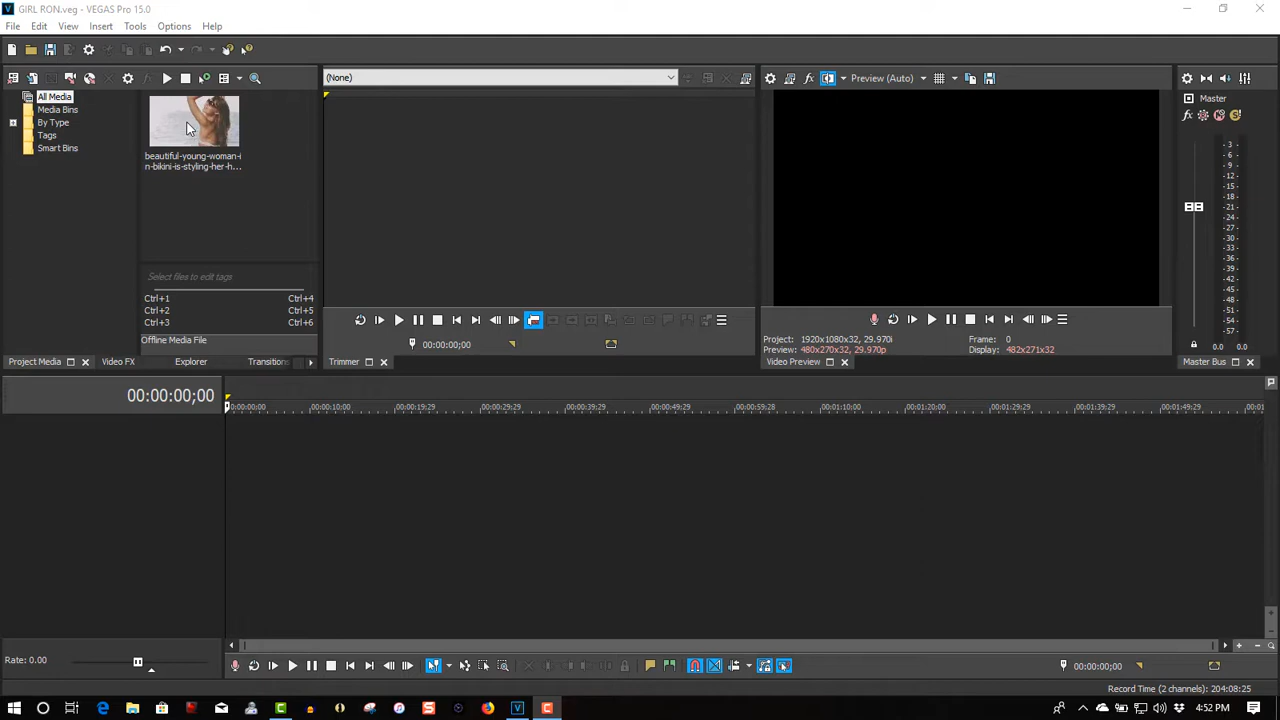 GIRL RON.veg - VEGAS Pro 15.0
File Edit View Insert Tools Options Help
(None)
Preview (Auto)
All Media
Media Bins
By Type
Tags
Smart Bins
beautiful-young-woman-i
n-bikini-is-styling-her-h...
Select files to edit tags
Ctrl+1 Ctrl+4
Ctrl+2 Ctrl+5
Ctrl+3 Ctrl+6
Offline Media File
Project Media Video FX Explorer Transitions
00:00:00;00
Trimmer
Project: 1920x1080x32, 29.970i Frame: 0
Preview: 480x270x32, 29.970p Display: 482x271x32
Video Preview
Master
- 3 -
- 6 -
- 9 -
- 12 -
- 15 -
- 18 -
- 21 -
- 24 -
- 27 -
- 30 -
- 33 -
- 36 -
- 39 -
- 42 -
- 45 -
- 48 -
- 51 -
- 54 -
- 57 -
0.0 0.0
Master Bus
00:00:00;00
00:00:00;00 00:00:10;00 00:00:19;29 00:00:29;29 00:00:39;29 00:00:49;29 00:00:59;28 00:01:10;00 00:01:20;00 00:01:29;29 00:01:39;29 00:01:49;29
Rate: 0.00
00:00:00;00
Record Time (2 channels): 204:08:25
4:52 PM